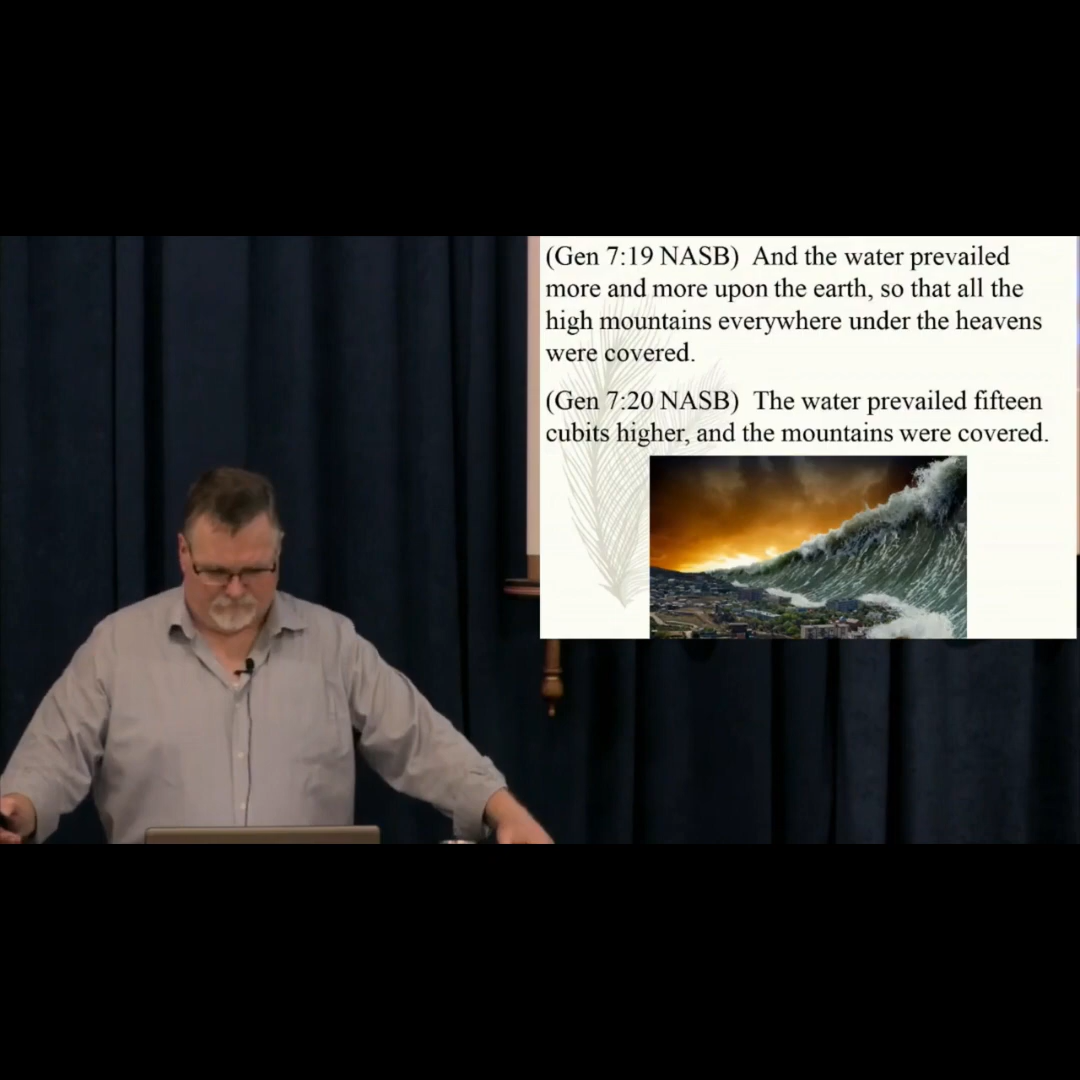 (Gen 7:19 NASB)  And the water prevailed
more and more upon the earth, so that all the
high mountains everywhere under the heavens
were covered.
(Gen 7:20 NASB)  The water prevailed fifteen
cubits higher, and the mountains were covered.